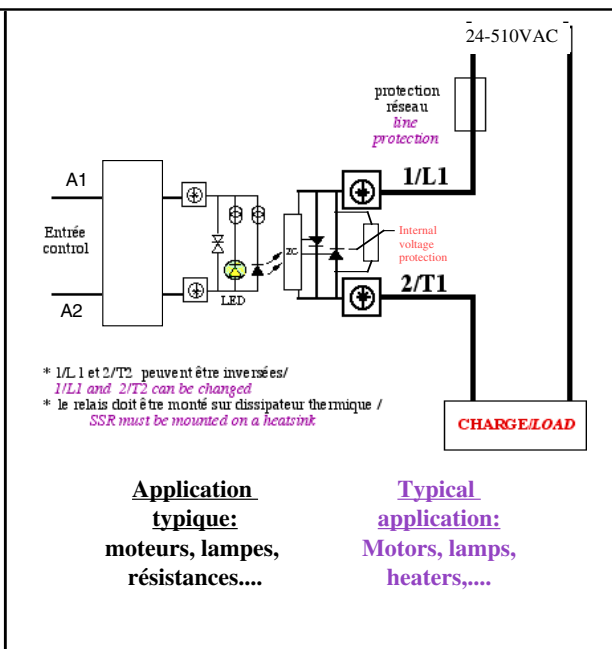 24-510VAC
protection
réseau
line
protection
1/L1
A1
Entrée
control
ZC
Internal
voltage
protection
A2
LED
2/T1
* 1/L1 et 2/T2 peuvent être inversées/
1/L1 and 2/T2 can be changed
* le relais doit être monté sur dissipateur thermique /
SSR must be mounted on a heatsink
CHARGE/LOAD
Application
typique:
moteurs, lampes,
résistances....
Typical
application:
Motors, lamps,
heaters,....